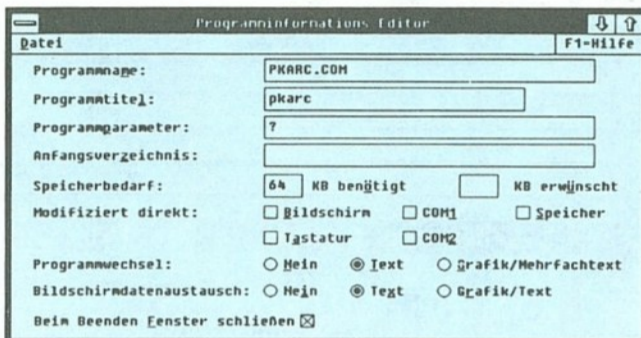 Programminformations Editor
Datei F1=Hilfe
Programmname: PKARC.COM
Programmtitel: pkarc
Programmparameter: ?
Anfangsverzeichnis:
Speicherbedarf: 64 KB benötigt KB erwünscht
Modifiziert direkt: Bildschirm COM1 Speicher
Tastatur COM2
Programmwechsel: Nein Text Grafik/Mehrfachtext
Bildschirmdatenaustausch: Nein Text Grafik/Text
Beim Beenden Fenster schließen